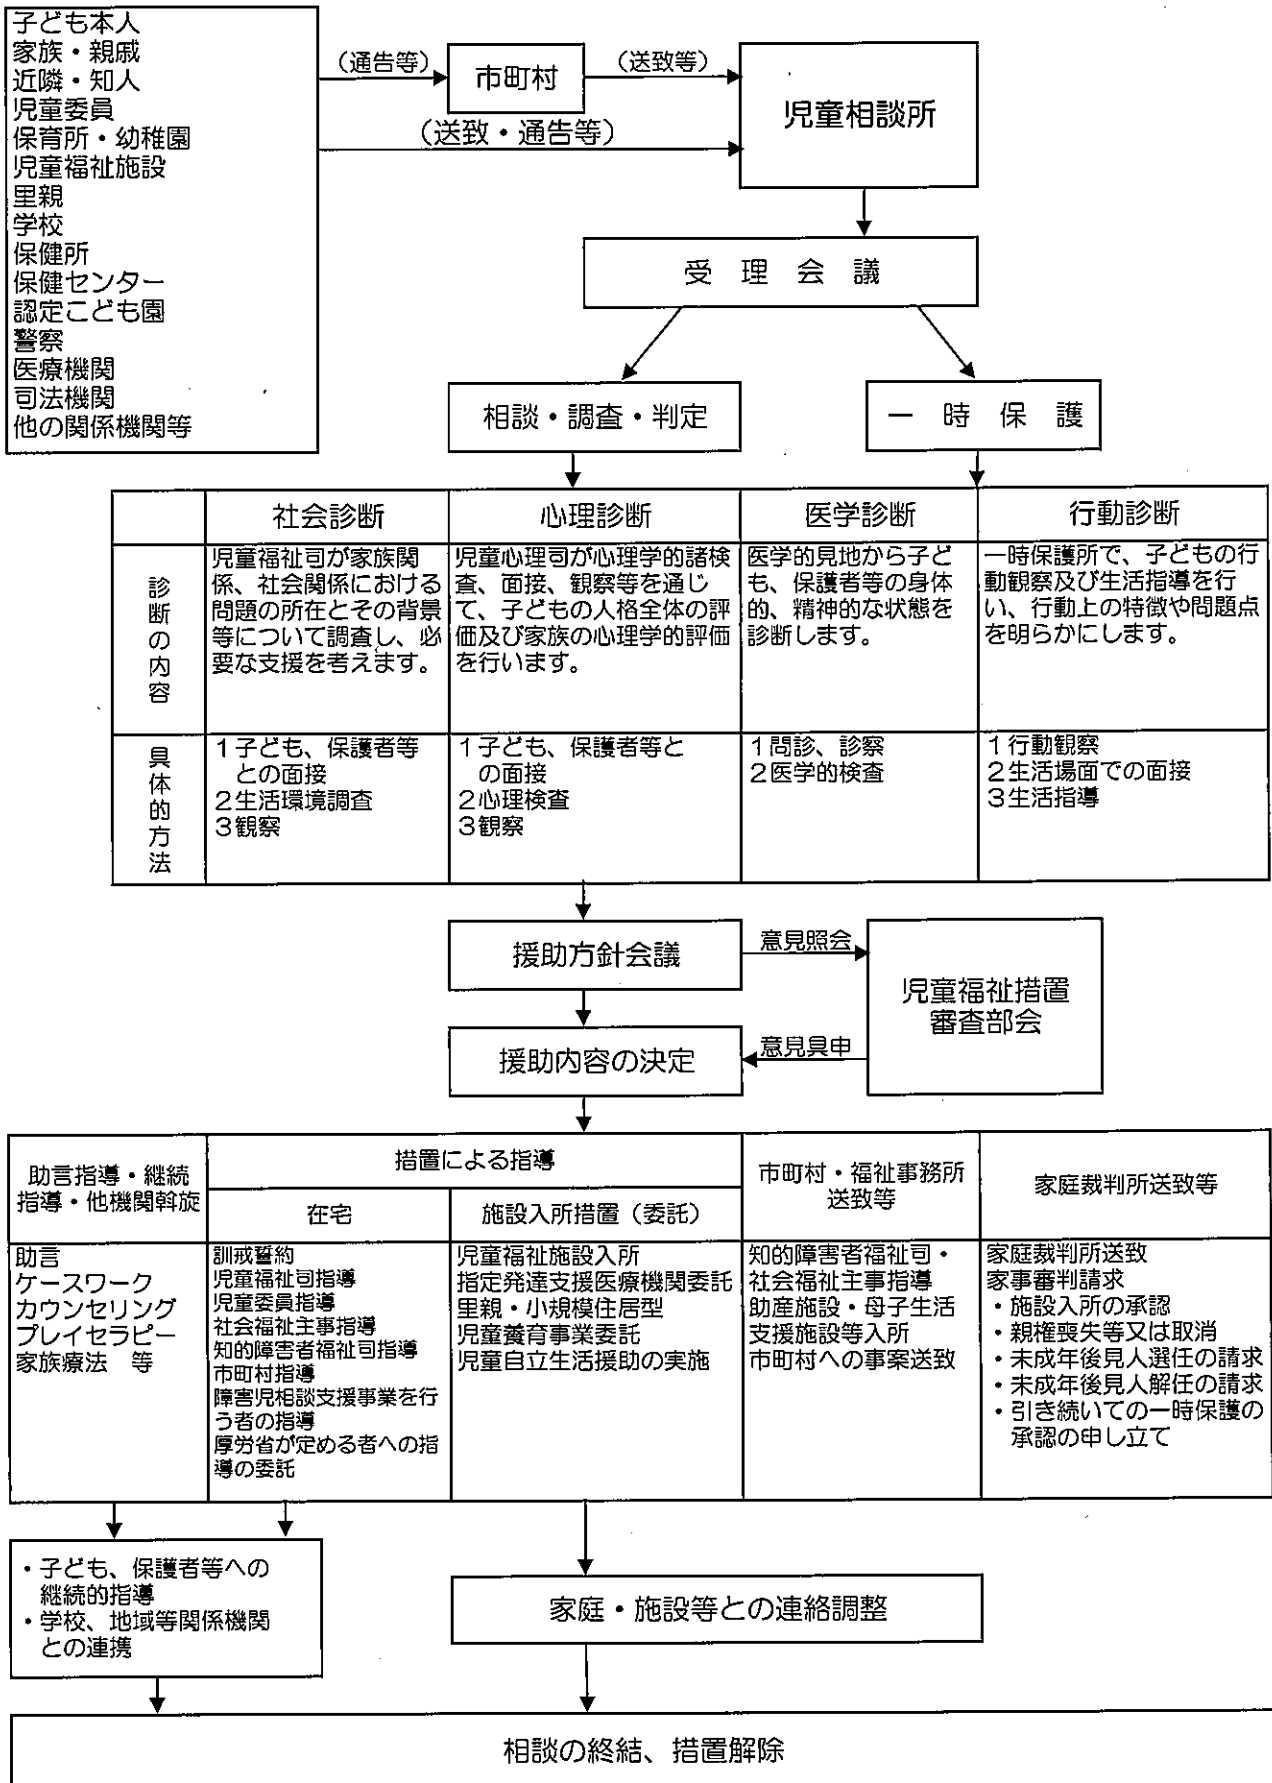 子ども本人
家族・親戚
近隣・知人
児童委員
保育所・幼稚園
児童福祉施設
里親
学校
保健所
保健センター
認定こども園
警察
医療機関
司法機関
他の関係機関等
(通告等)
市町村
(送致等)
(送致・通告等)
児童相談所
受理会議
相談・調査・判定
一時保護
社会診断
心理診断
医学診断
行動診断
診断の内容
児童福祉司が家族関
係、社会関係における
問題の所在とその背景
等について調査し、必
要な支援を考えます。
児童心理司が心理学的諸検
査、面接、観察等を通じ
て、子どもの人格全体の評
価及び家族の心理学的評価
を行います。
医学的見地から子ど
も、保護者等の身体
的、精神的な状態を
診断します。
一時保護所で、子どもの行
動観察及び生活指導を行
い、行動上の特徴や問題点
を明らかにします。
具体的方法
1子ども、保護者等
との面接
2生活環境調査
3観察
1子ども、保護者等と
の面接
2心理検査
3観察
1問診、診察
2医学的検査
1行動観察
2生活場面での面接
3生活指導
援助方針会議
意見照会
児童福祉措置
審査部会
援助内容の決定
意見具申
助言指導・継続
指導・他機関斡旋
措置による指導
在宅
施設入所措置(委託)
市町村・福祉事務所
送致等
家庭裁判所送致等
助言
ケースワーク
カウンセリング
プレイセラピー
家族療法 等
訓戒誓約
児童福祉司指導
児童委員指導
社会福祉主事指導
知的障害者福祉司指導
市町村指導
障害児相談支援事業を行
う者の指導
厚労省が定める者への指
導の委託
児童福祉施設入所
指定発達支援医療機関委託
里親・小規模住居型
児童養育事業委託
児童自立生活援助の実施
知的障害者福祉司・
社会福祉主事指導
助産施設・母子生活
支援施設等入所
市町村への事案送致
家庭裁判所送致
家事審判請求
・施設入所の承認
・親権喪失等又は取消
・未成年後見人選任の請求
・未成年後見人解任の請求
・引き続いての一時保護の
承認の申し立て
・子ども、保護者等への
継続的指導
・学校、地域等関係機関
との連携
家庭・施設等との連絡調整
相談の終結、措置解除